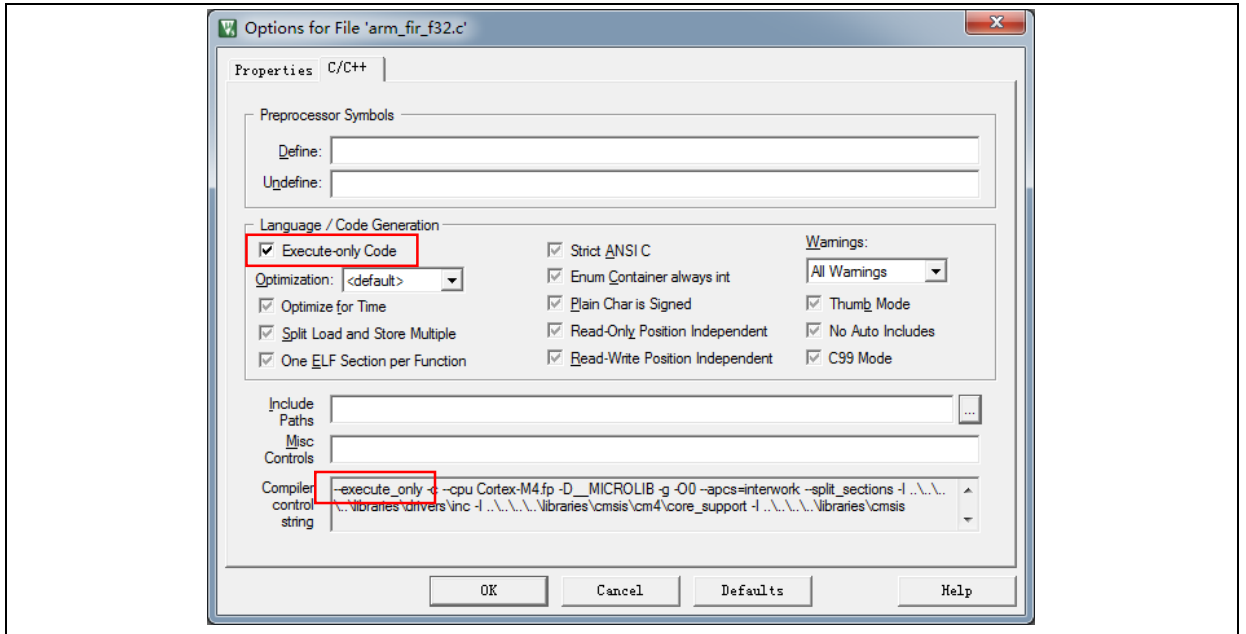 Options for File 'arm_fir_f32.c'
Properties C/C++
Preprocessor Symbols
Define:
Undefine:
Language / Code Generation
Execute-only Code
Optimization: <default>
Optimize for Time
Split Load and Store Multiple
One ELF Section per Function
Strict ANSI C
Enum Container always int
Plain Char is Signed
Read-Only Position Independent
Read-Write Position Independent
Warnings:
All Warnings
Thumb Mode
No Auto Includes
C99 Mode
Include
Paths
...
Misc
Controls
Compiler
control
string
--execute_only -c --cpu Cortex-M4.fp -D__MICROLIB -g -O0 --apcs=interwork --split_sections -I ..\..\..
\..\libraries\drivers\inc -I ..\..\..\..\libraries\cmsis\cm4\core_support -I ..\..\..\..\libraries\cmsis
OK Cancel Defaults Help